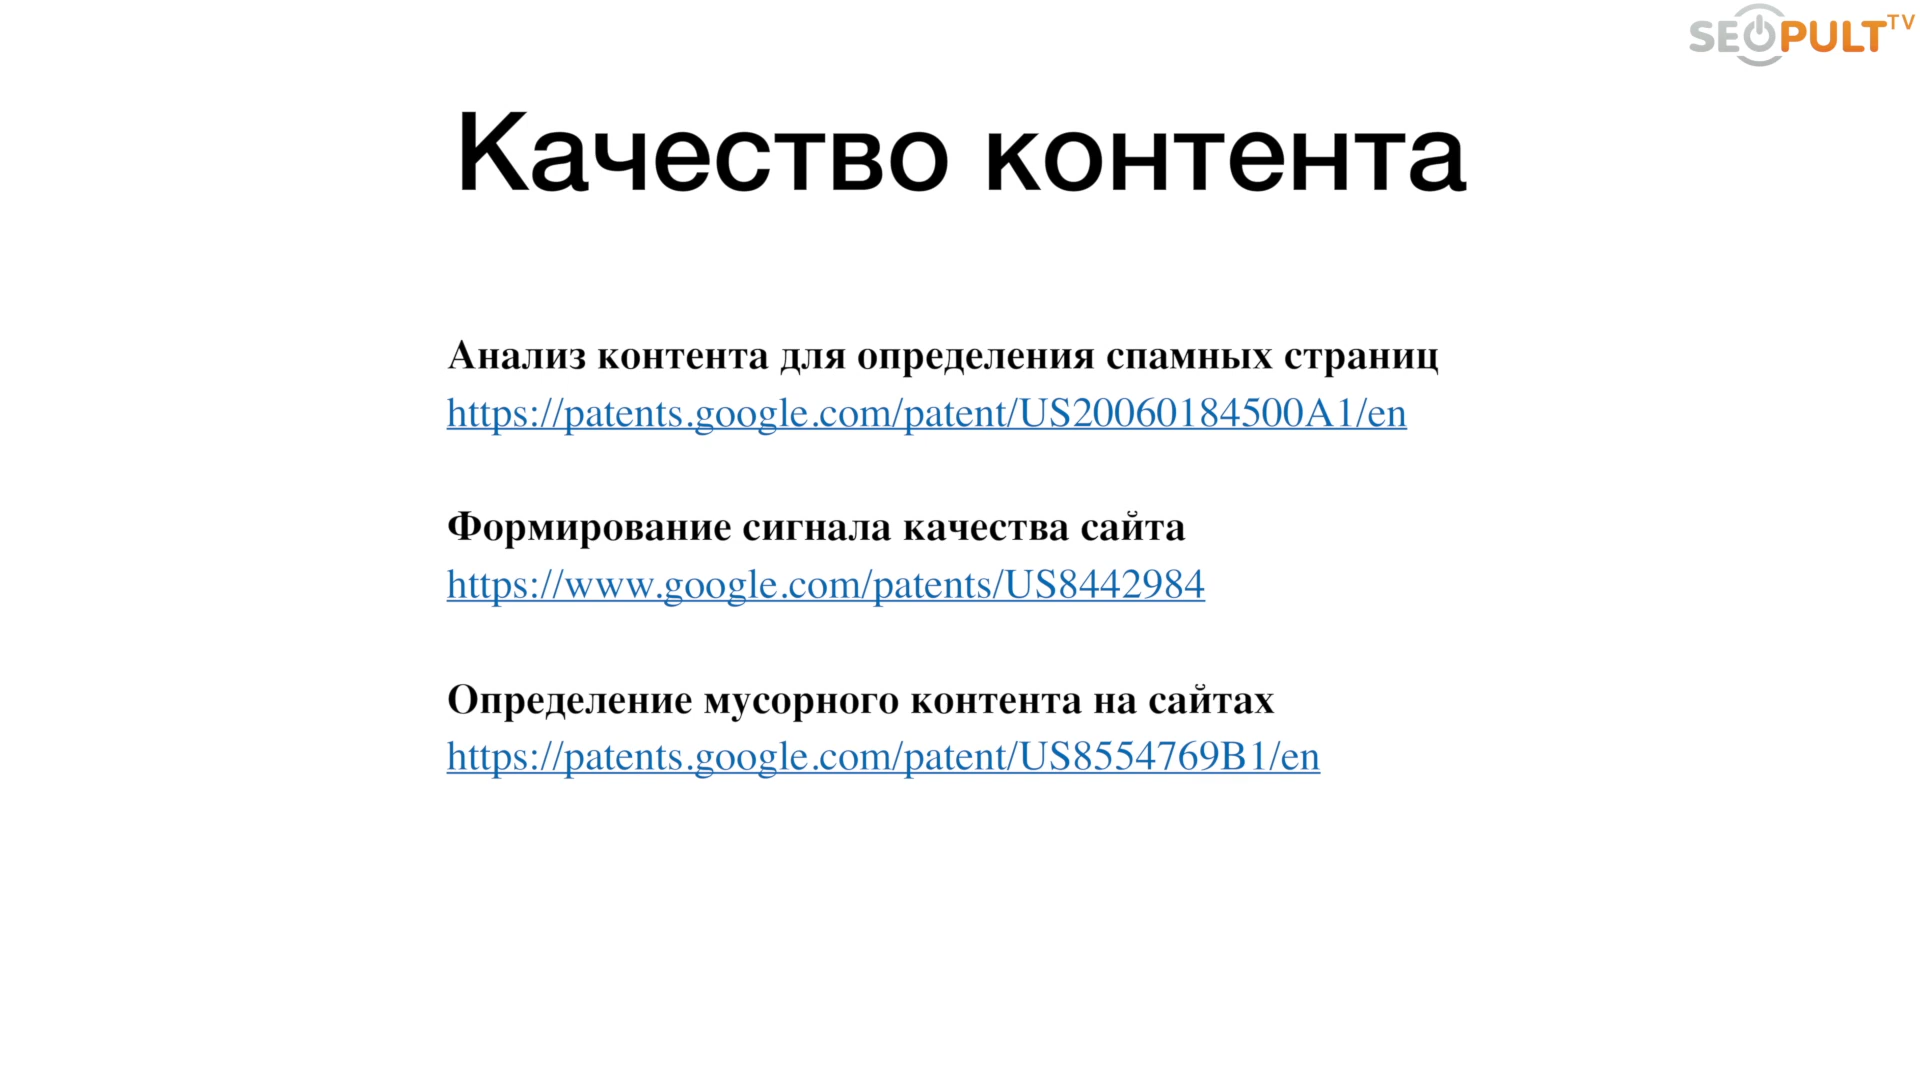 SEOPULT TV
Качество контента
Анализ контента для определения спамных страниц
https://patents.google.com/patent/US20060184500A1/en
Формирование сигнала качества сайта
https://www.google.com/patents/US8442984
Определение мусорного контента на сайтах
https://patents.google.com/patent/US8554769B1/en